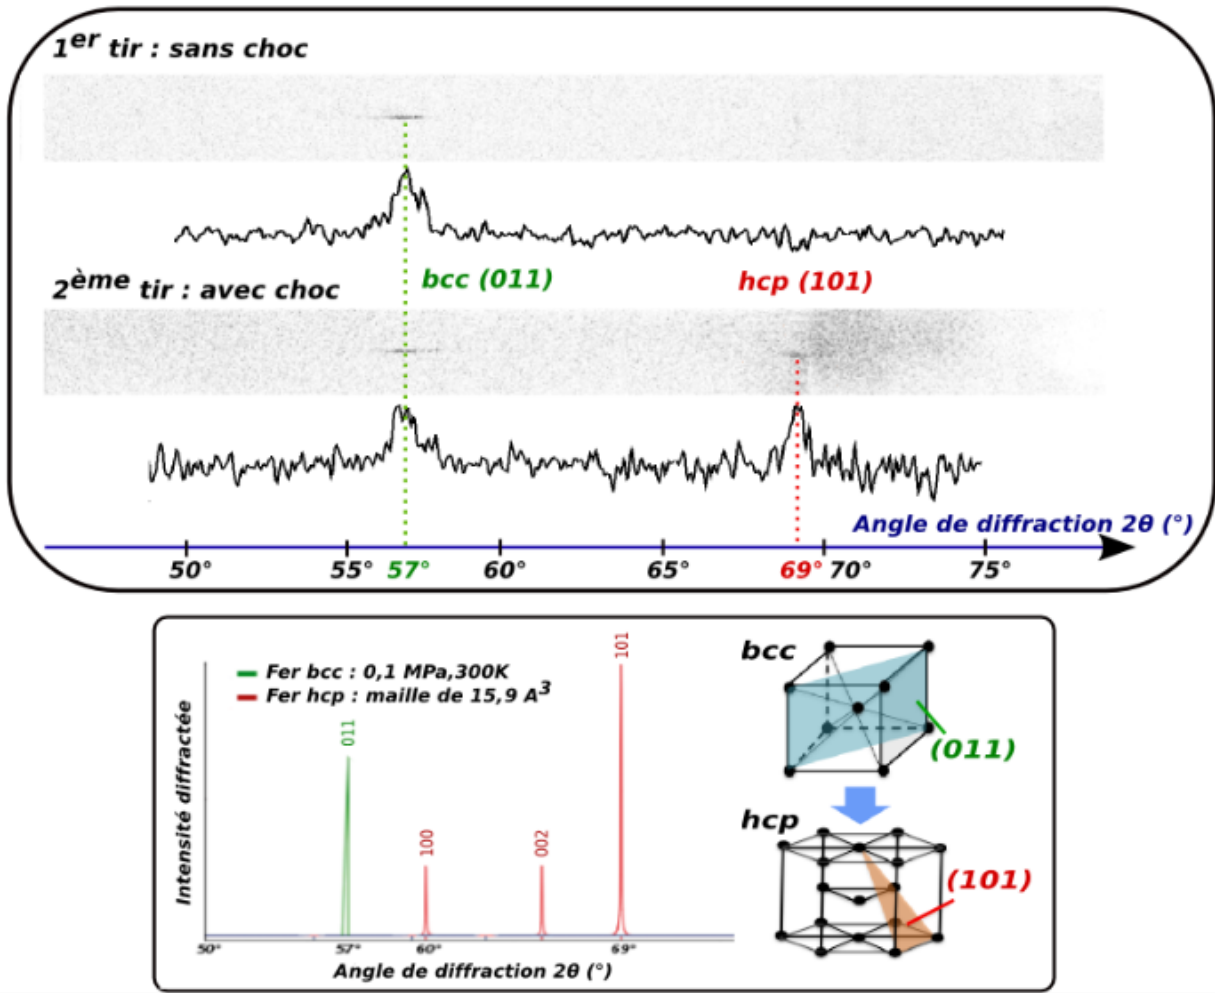 1er tir : sans choc
bcc (011)
hcp (101)
2ème tir : avec choc
Angle de diffraction 2θ (°)
50° 55° 57° 60° 65° 69° 70° 75°
Fer bcc : 0,1 MPa,300K
Fer hcp : maille de 15,9 A3
Intensité diffractée
011
100
002
101
50° 57° 60° 69°
Angle de diffraction 2θ (°)
bcc
(011)
hcp
(101)